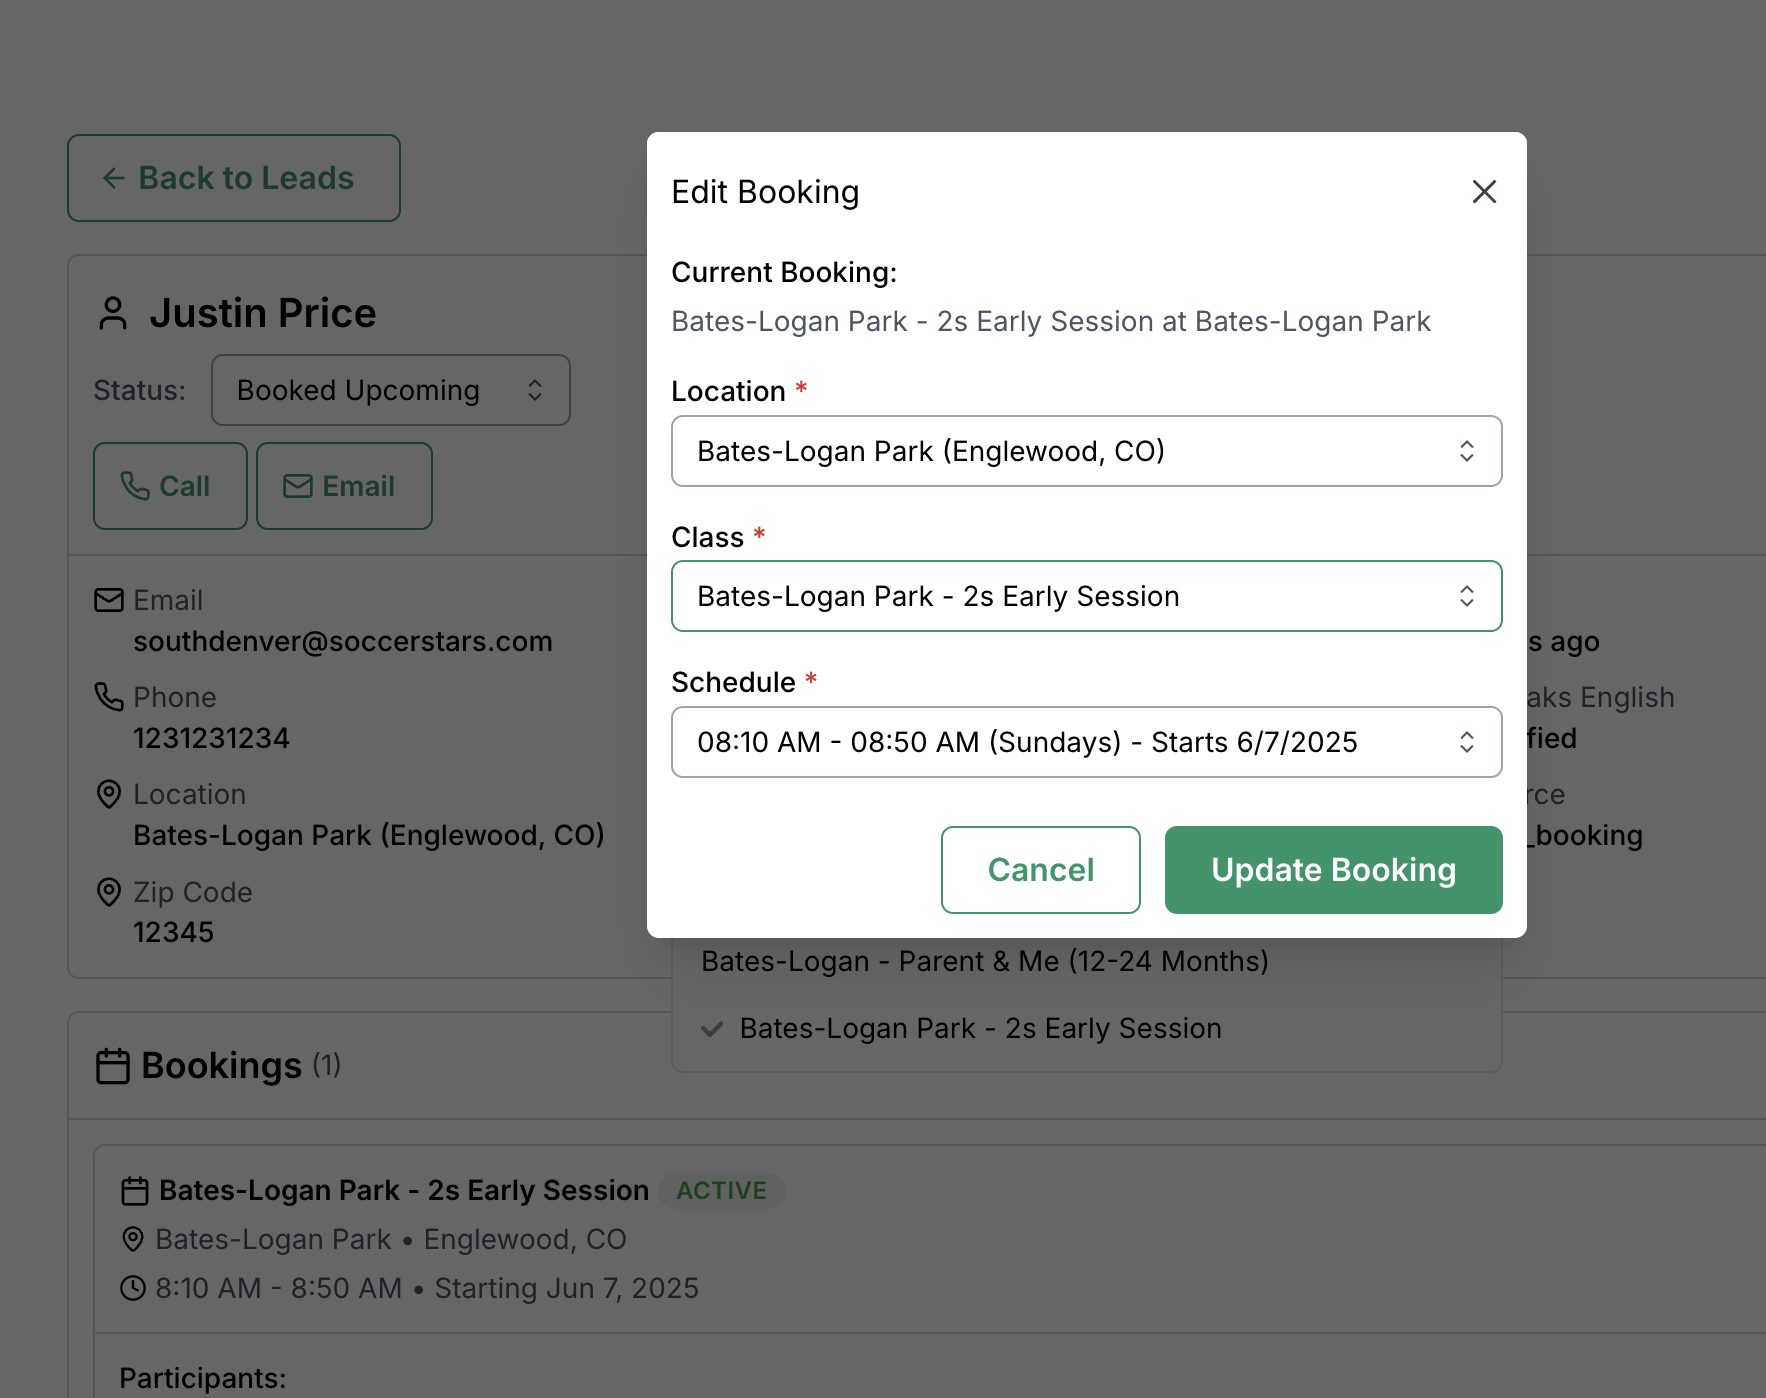 Back to Leads
Justin Price
Status:
Booked Upcoming
Call
Email
Email
southdenver@soccerstars.com
Phone
1231231234
Location
Bates-Logan Park (Englewood, CO)
Zip Code
12345
Edit Booking
Current Booking:
Bates-Logan Park - 2s Early Session at Bates-Logan Park
Location *
Bates-Logan Park (Englewood, CO)
Class *
Bates-Logan Park - 2s Early Session
Schedule *
08:10 AM - 08:50 AM (Sundays) - Starts 6/7/2025
Cancel
Update Booking
s ago
aks English
fied
rce
_booking
Bates-Logan - Parent & Me (12-24 Months)
Bates-Logan Park - 2s Early Session
Bookings (1)
Bates-Logan Park - 2s Early Session ACTIVE
Bates-Logan Park • Englewood, CO
8:10 AM - 8:50 AM • Starting Jun 7, 2025
Participants: